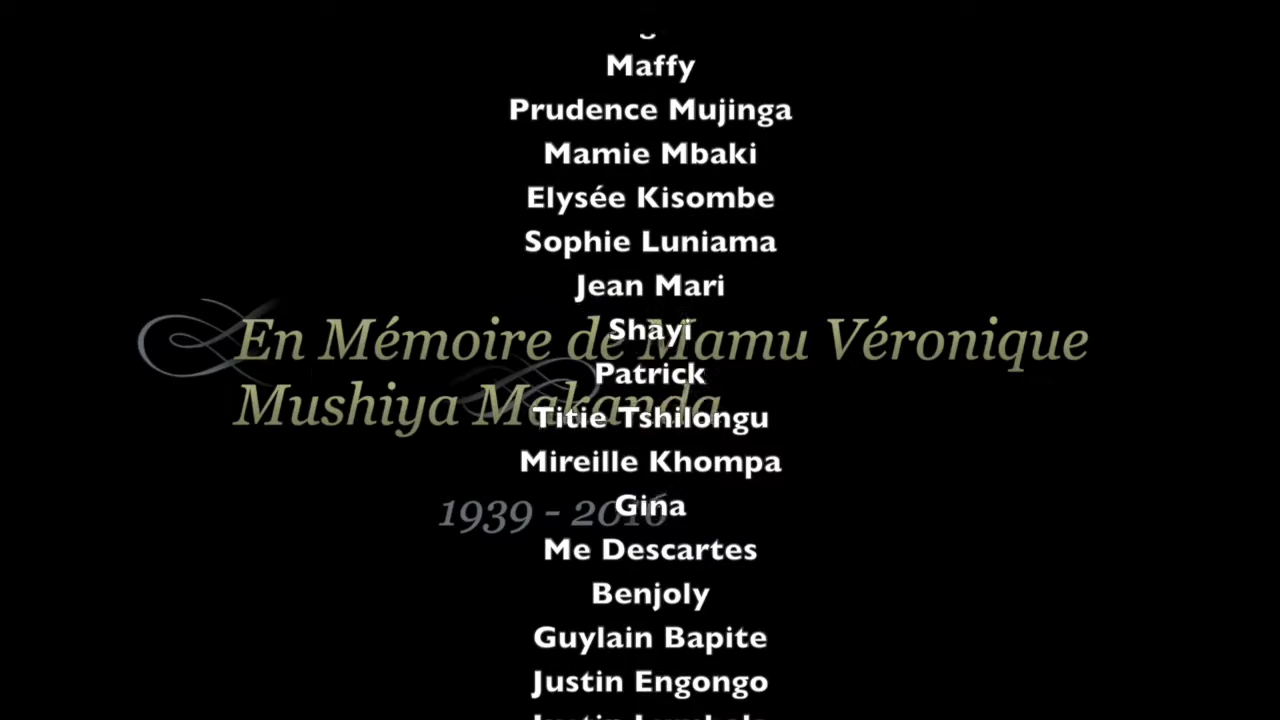 Maffy
Prudence Mujinga
Mamie Mbaki
Elysée Kisombe
Sophie Luniama
Jean Mari
Shayi
En Mémoire de Mamu Véronique
Patrick
Mushiya Makanda
Titie Tshilongu
Mireille Khompa
Gina
1939 - 2016
Me Descartes
Benjoly
Guylain Bapite
Justin Engongo
Justin